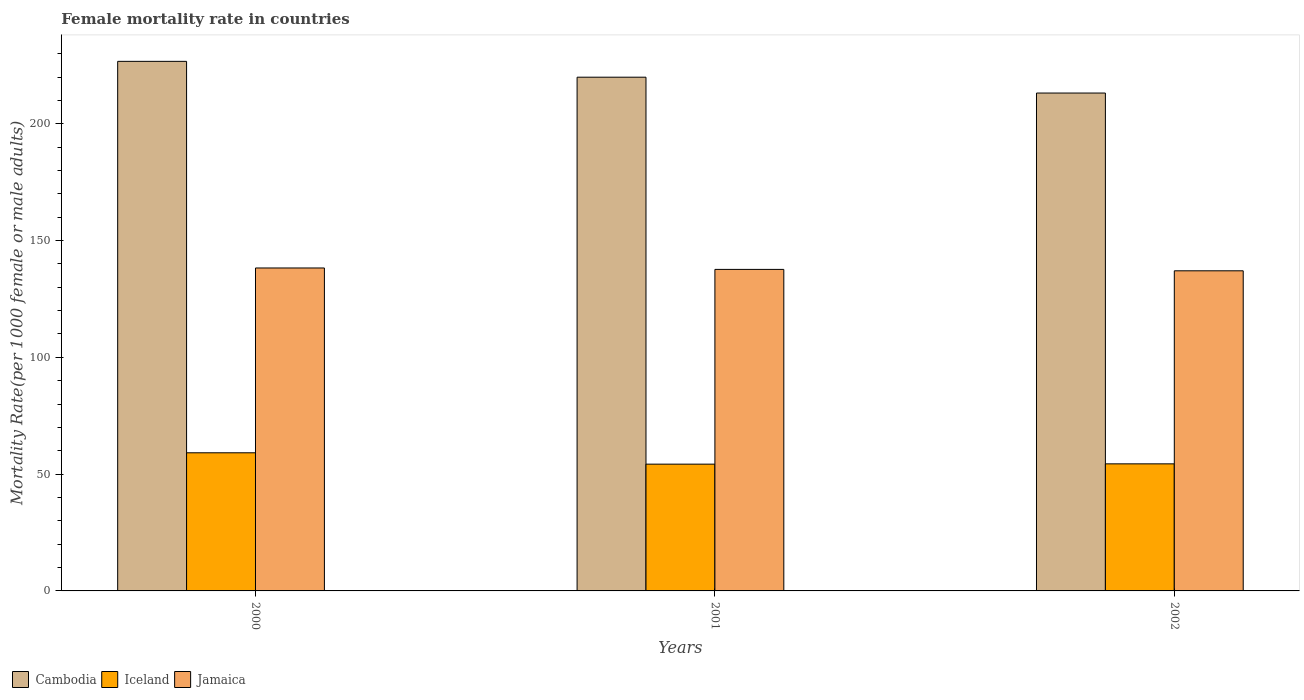 Female mortality rate in countries
Mortality Rate(per 1000 female or male adults)
200
150
100
50
0
2000
2001
2002
Years
Cambodia
Iceland
Jamaica